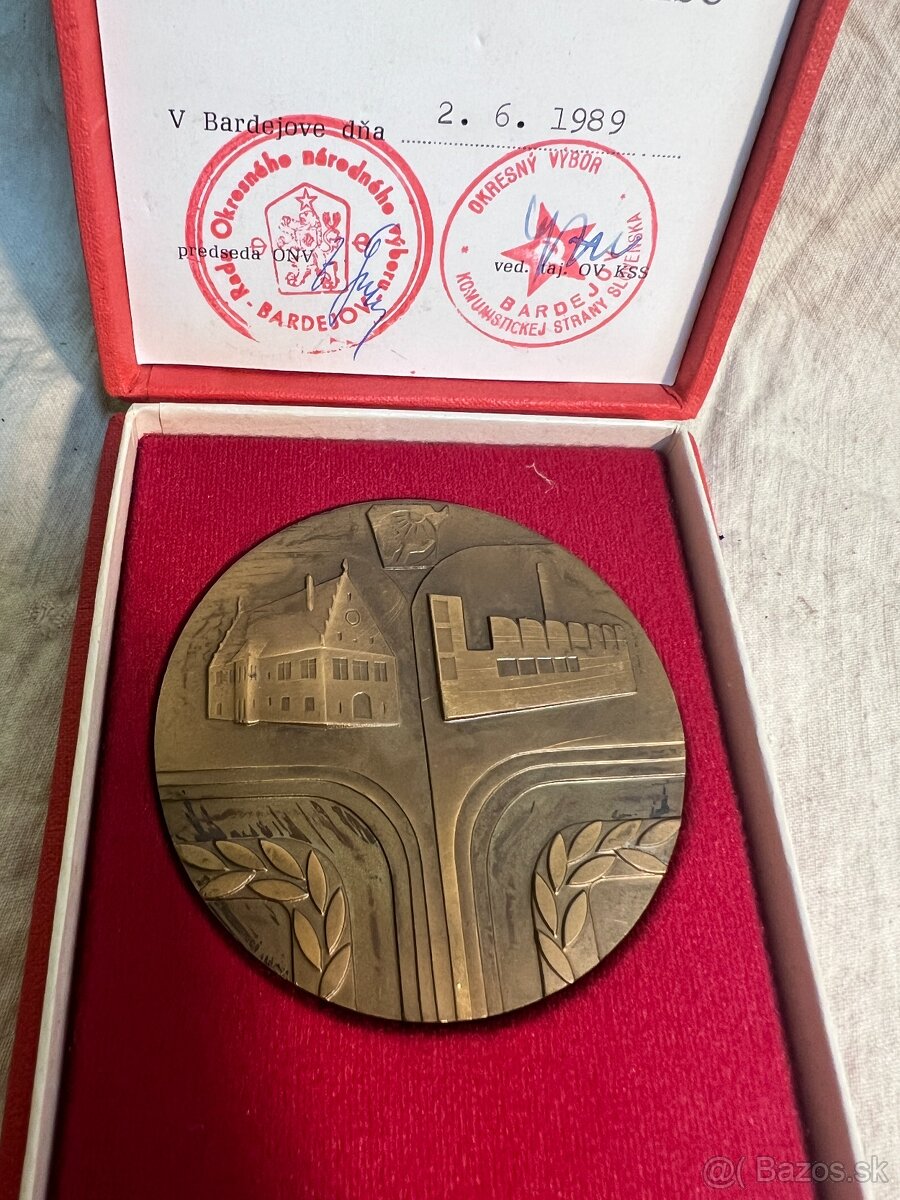 V Bardejove dňa 2. 6. 1989
Rada Okresného národného výboru - BARDEJOV
OKRESNÝ VÝBOR
KOMUNISTICKEJ STRANY SLOVENSKA
BARDEJOV
predseda ONV
ved. taj. OV KSS
@( Bazos.sk